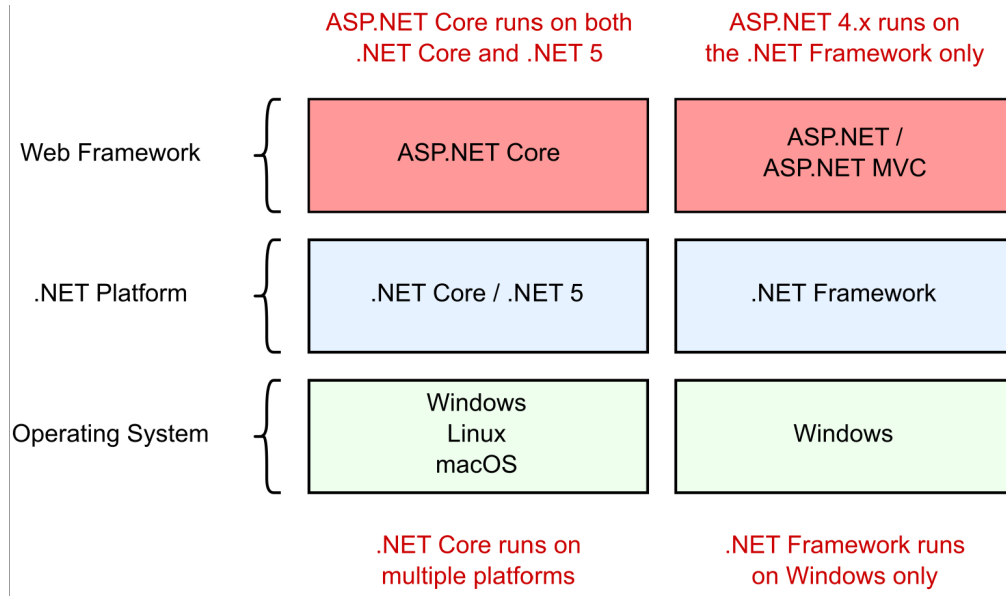 ASP.NET Core runs on both
.NET Core and .NET 5
ASP.NET 4.x runs on
the .NET Framework only
Web Framework
ASP.NET Core
ASP.NET /
ASP.NET MVC
.NET Platform
.NET Core / .NET 5
.NET Framework
Operating System
Windows
Linux
macOS
Windows
.NET Core runs on
multiple platforms
.NET Framework runs
on Windows only